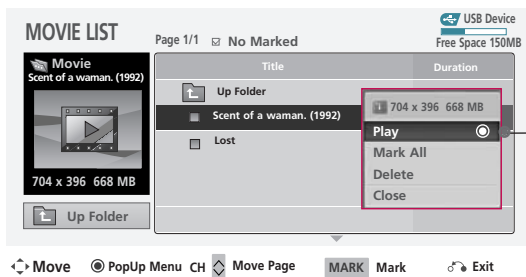 MOVIE LIST
Page 1/1 No Marked
USB Device
Free Space 150MB
Movie
Scent of a waman. (1992)
704 x 396 668 MB
Up Folder
Title Duration
Up Folder
Scent of a waman. (1992)
Lost
704 x 396 668 MB
Play
Mark All
Delete
Close
Move PopUp Menu CH Move Page MARK Mark Exit